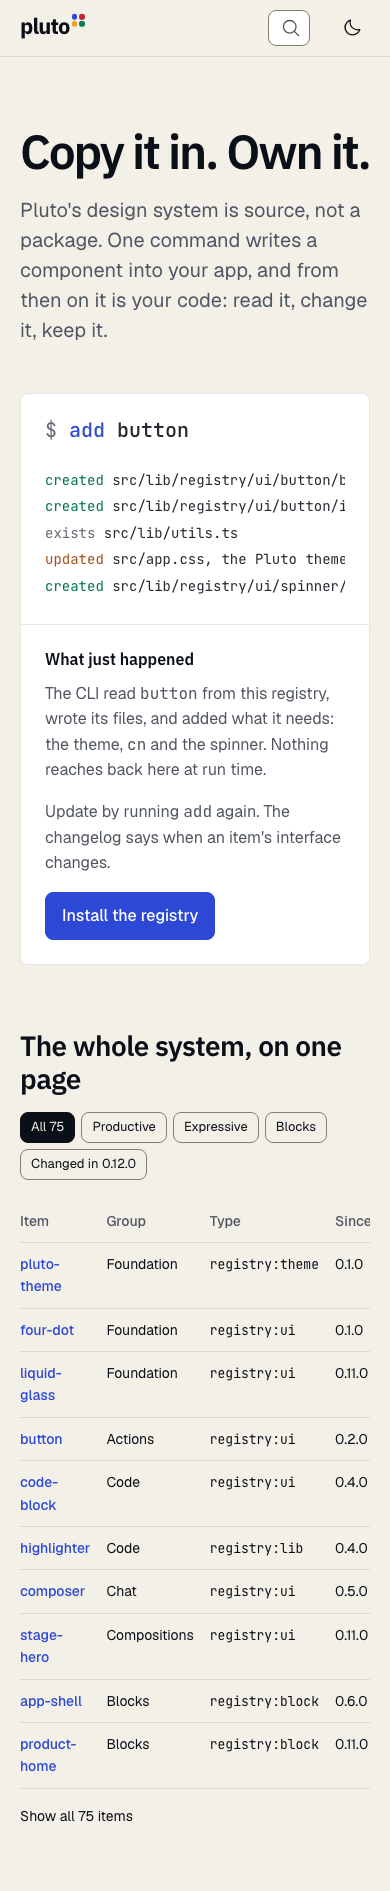 pluto
Copy it in. Own it.
Pluto's design system is source, not a
package. One command writes a
component into your app, and from
then on it is your code: read it, change
it, keep it.
$ add button
created src/lib/registry/ui/button/b
created src/lib/registry/ui/button/i
exists src/lib/utils.ts
updated src/app.css, the Pluto theme
created src/lib/registry/ui/spinner/
What just happened
The CLI read button from this registry,
wrote its files, and added what it needs:
the theme, cn and the spinner. Nothing
reaches back here at run time.
Update by running add again. The
changelog says when an item's interface
changes.
Install the registry
The whole system, on one
page
All 75 Productive Expressive Blocks
Changed in 0.12.0
Item Group Type Since
pluto-
theme Foundation registry:theme 0.1.0
four-dot Foundation registry:ui 0.1.0
liquid-
glass Foundation registry:ui 0.11.0
button Actions registry:ui 0.2.0
code-
block Code registry:ui 0.4.0
highlighter Code registry:lib 0.4.0
composer Chat registry:ui 0.5.0
stage-
hero Compositions registry:ui 0.11.0
app-shell Blocks registry:block 0.6.0
product-
home Blocks registry:block 0.11.0
Show all 75 items